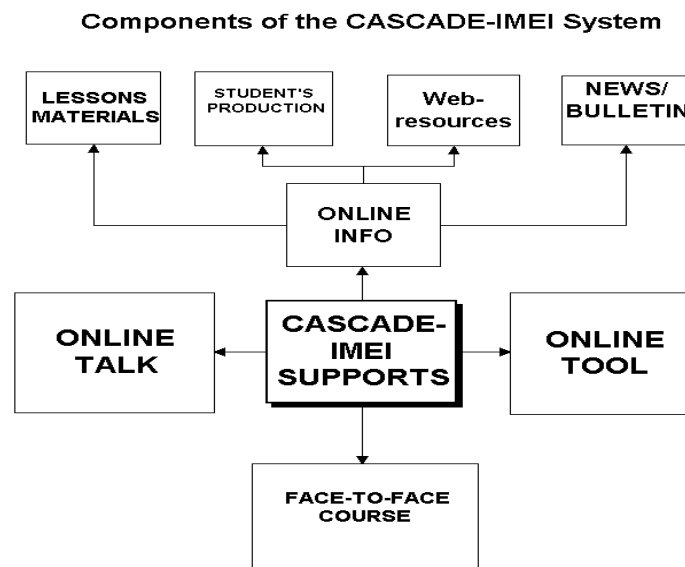 Components of the CASCADE-IMEI System
LESSONS
MATERIALS
STUDENT'S
PRODUCTION
Web-
resources
NEWS/
BULLETIN
ONLINE
INFO
ONLINE
TALK
CASCADE-
IMEI
SUPPORTS
ONLINE
TOOL
FACE-TO-FACE
COURSE